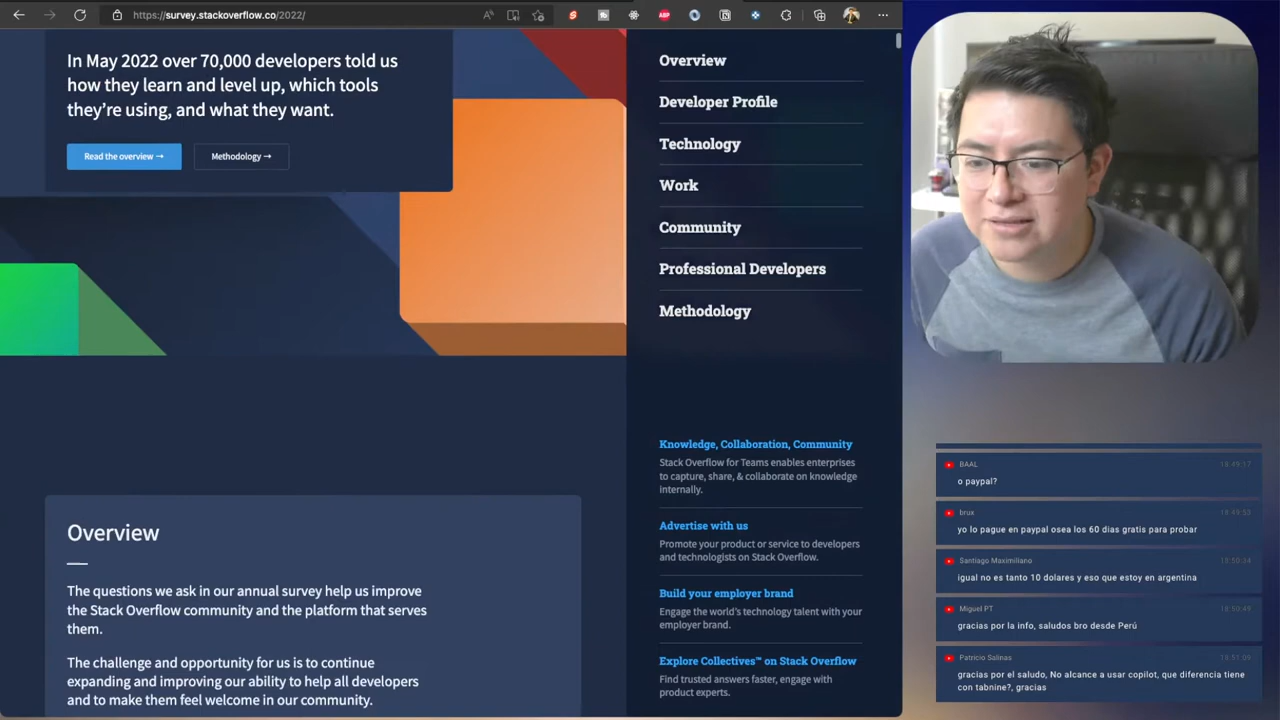 https://survey.stackoverflow.co/2022/
In May 2022 over 70,000 developers told us
how they learn and level up, which tools
they're using, and what they want.
Read the overview →
Methodology →
Overview
The questions we ask in our annual survey help us improve
the Stack Overflow community and the platform that serves
them.
The challenge and opportunity for us is to continue
expanding and improving our ability to help all developers
and to make them feel welcome in our community.
Overview
Developer Profile
Technology
Work
Community
Professional Developers
Methodology
Knowledge, Collaboration, Community
Stack Overflow for Teams enables enterprises
to capture, share, & collaborate on knowledge
internally.
Advertise with us
Promote your product or service to developers
and technologists on Stack Overflow.
Build your employer brand
Engage the world's technology talent with your
employer brand.
Explore Collectives™ on Stack Overflow
Find trusted answers faster, engage with
product experts.
BAAL
o paypal?
brux
yo lo pague en paypal osea los 60 dias gratis para probar
Santiago Maximiliano
igual no es tanto 10 dolares y eso que estoy en argentina
Miguel PT
gracias por la info, saludos bro desde Perú
Patricio Salinas
gracias por el saludo, No alcance a usar copilot, que diferencia tiene
con tabnine?, gracias